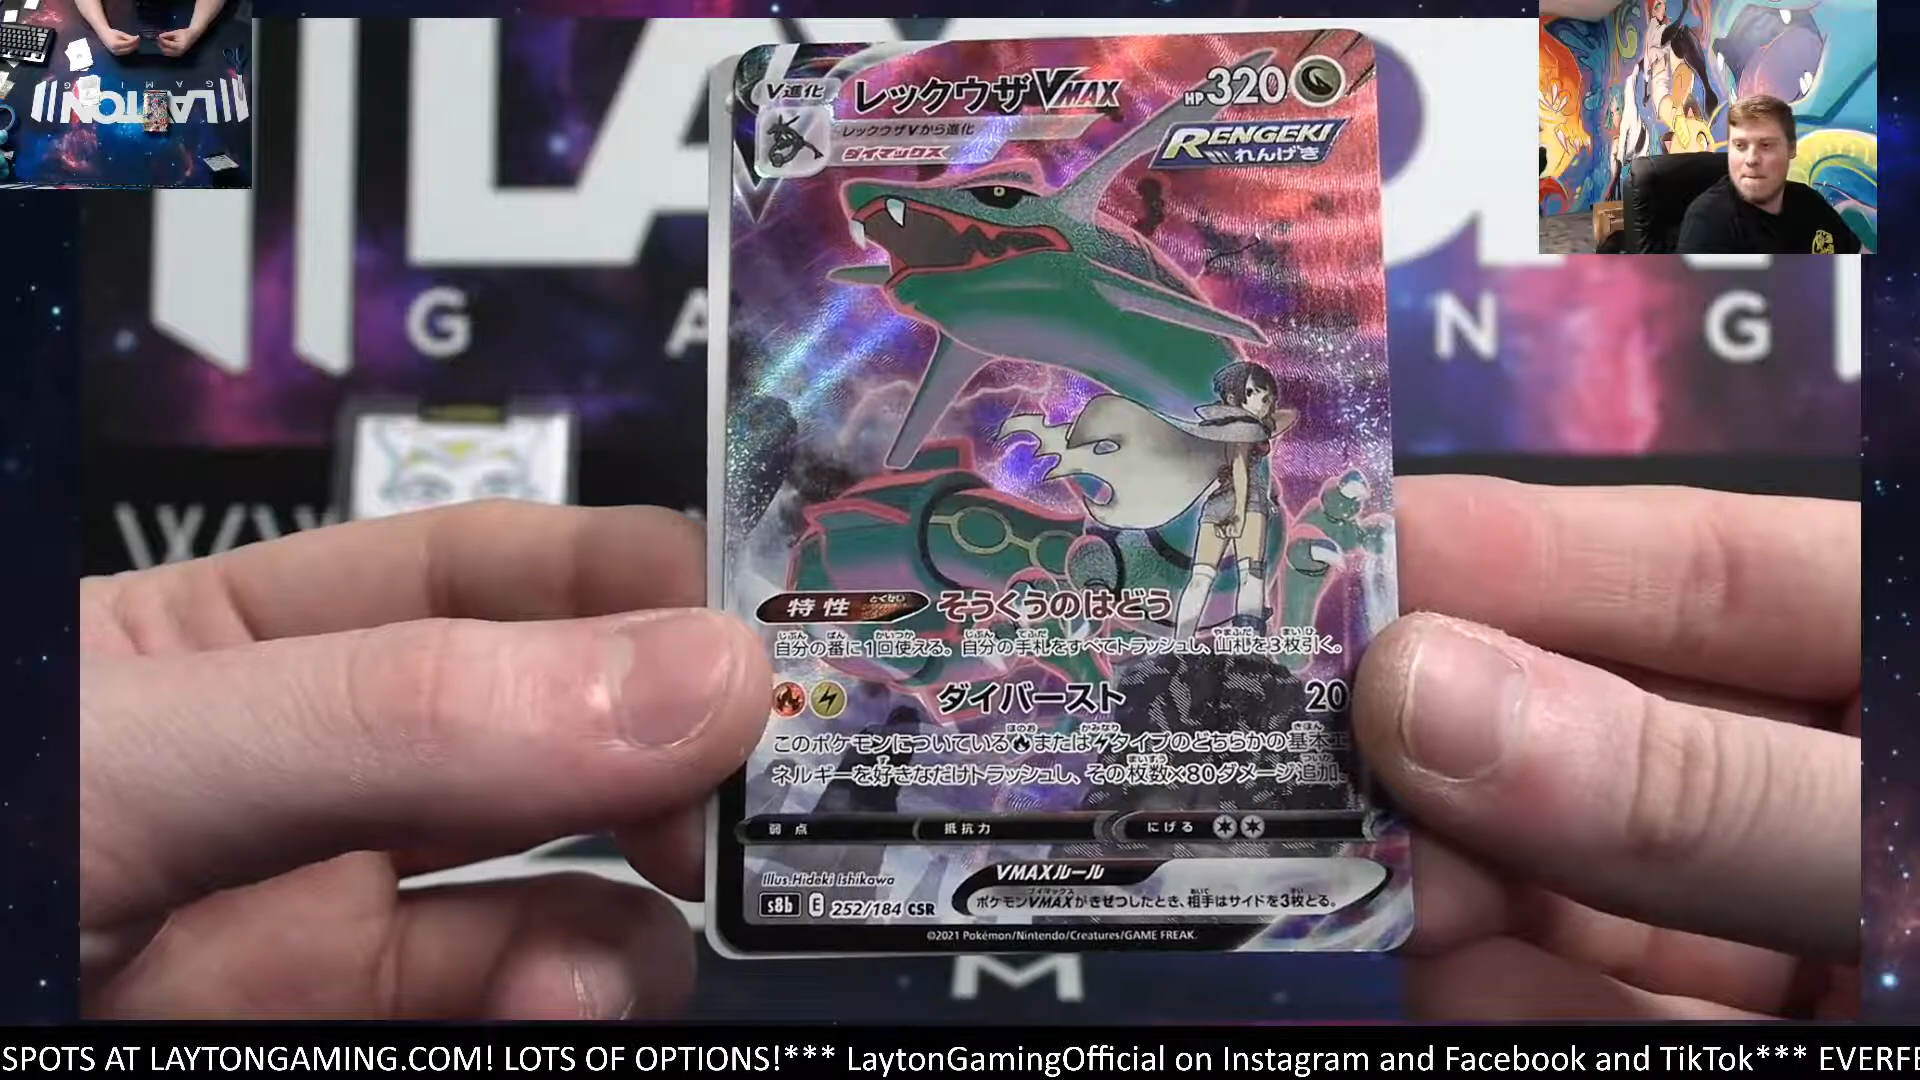 LAYTON
GAMING
V進化
レックウザVMAX
HP320
レックウザVから進化
ダイマックス
RENGEKI
れんげき
G A
N G
特性 とくせい そうくうのはどう
自分の番に1回使える。自分の手札をすべてトラッシュし、山札を3枚引く。
ダイバースト 20
このポケモンについている または タイプのどちらかの基本エ
ネルギーを好きなだけトラッシュし、その枚数×80ダメージ追加。
弱点 抵抗力 にげる
Illus. Hideki Ishikawa
VMAXルール
s8b E 252/184 CSR
ポケモンVMAXがきぜつしたとき、相手はサイドを3枚とる。
©2021 Pokémon/Nintendo/Creatures/GAME FREAK.
M
SPOTS AT LAYTONGAMING.COM! LOTS OF OPTIONS!*** LaytonGamingOfficial on Instagram and Facebook and TikTok*** EVERFE